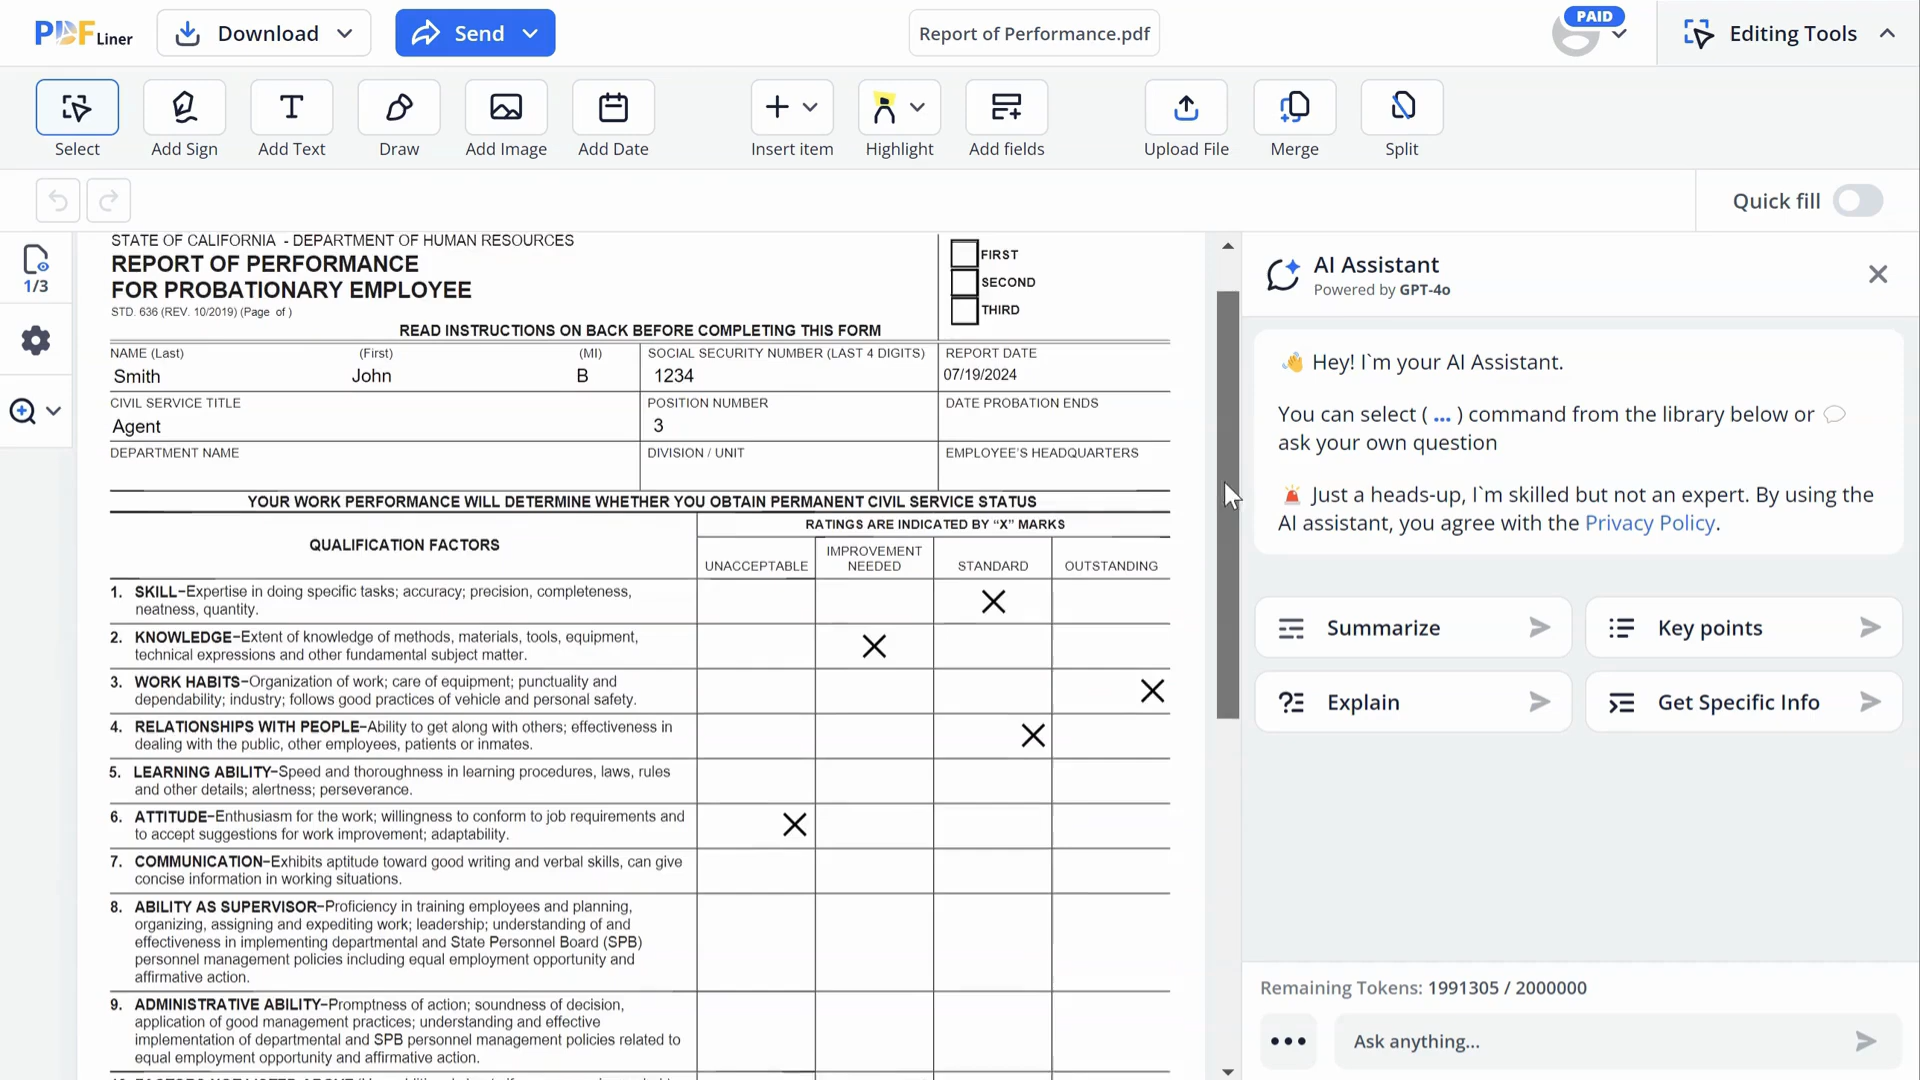 PDFLiner
Download
Send
Report of Performance.pdf
PAID
Editing Tools
Select
Add Sign
Add Text
Draw
Add Image
Add Date
Insert item
Highlight
Add fields
Upload File
Merge
Split
Quick fill
1/3
STATE OF CALIFORNIA - DEPARTMENT OF HUMAN RESOURCES
REPORT OF PERFORMANCE
FOR PROBATIONARY EMPLOYEE
STD. 636 (REV. 10/2019) (Page of )
FIRST
SECOND
THIRD
READ INSTRUCTIONS ON BACK BEFORE COMPLETING THIS FORM
NAME (Last) (First) (MI) SOCIAL SECURITY NUMBER (LAST 4 DIGITS) REPORT DATE
Smith John B 1234 07/19/2024
CIVIL SERVICE TITLE POSITION NUMBER DATE PROBATION ENDS
Agent 3
DEPARTMENT NAME DIVISION / UNIT EMPLOYEE'S HEADQUARTERS
YOUR WORK PERFORMANCE WILL DETERMINE WHETHER YOU OBTAIN PERMANENT CIVIL SERVICE STATUS
QUALIFICATION FACTORS
RATINGS ARE INDICATED BY “X” MARKS
UNACCEPTABLE
IMPROVEMENT
NEEDED
STANDARD
OUTSTANDING
1. SKILL–Expertise in doing specific tasks; accuracy; precision, completeness,
neatness, quantity.
2. KNOWLEDGE–Extent of knowledge of methods, materials, tools, equipment,
technical expressions and other fundamental subject matter.
3. WORK HABITS–Organization of work; care of equipment; punctuality and
dependability; industry; follows good practices of vehicle and personal safety.
4. RELATIONSHIPS WITH PEOPLE–Ability to get along with others; effectiveness in
dealing with the public, other employees, patients or inmates.
5. LEARNING ABILITY–Speed and thoroughness in learning procedures, laws, rules
and other details; alertness; perseverance.
6. ATTITUDE–Enthusiasm for the work; willingness to conform to job requirements and
to accept suggestions for work improvement; adaptability.
7. COMMUNICATION–Exhibits aptitude toward good writing and verbal skills, can give
concise information in working situations.
8. ABILITY AS SUPERVISOR–Proficiency in training employees and planning,
organizing, assigning and expediting work; leadership; understanding of and
effectiveness in implementing departmental and State Personnel Board (SPB)
personnel management policies including equal employment opportunity and
affirmative action.
9. ADMINISTRATIVE ABILITY–Promptness of action; soundness of decision,
application of good management practices; understanding and effective
implementation of departmental and SPB personnel management policies related to
equal employment opportunity and affirmative action.
AI Assistant
Powered by GPT-4o
👋 Hey! I`m your AI Assistant.
You can select ( ... ) command from the library below or 💬
ask your own question
🚨 Just a heads-up, I`m skilled but not an expert. By using the
AI assistant, you agree with the Privacy Policy.
Summarize
Key points
Explain
Get Specific Info
Remaining Tokens: 1991305 / 2000000
Ask anything...